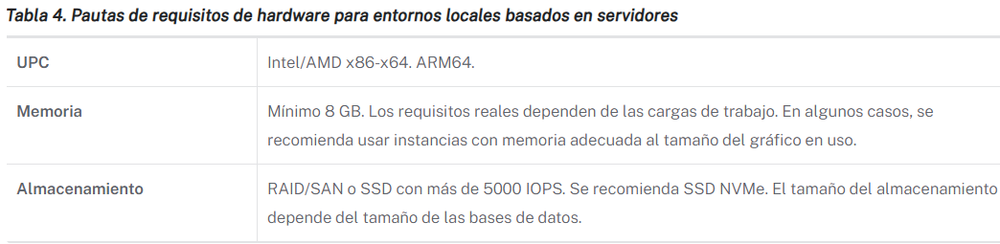 Tabla 4. Pautas de requisitos de hardware para entornos locales basados en servidores
UPC
Intel/AMD x86-x64. ARM64.
Memoria
Mínimo 8 GB. Los requisitos reales dependen de las cargas de trabajo. En algunos casos, se
recomienda usar instancias con memoria adecuada al tamaño del gráfico en uso.
Almacenamiento
RAID/SAN o SSD con más de 5000 IOPS. Se recomienda SSD NVMe. El tamaño del almacenamiento
depende del tamaño de las bases de datos.